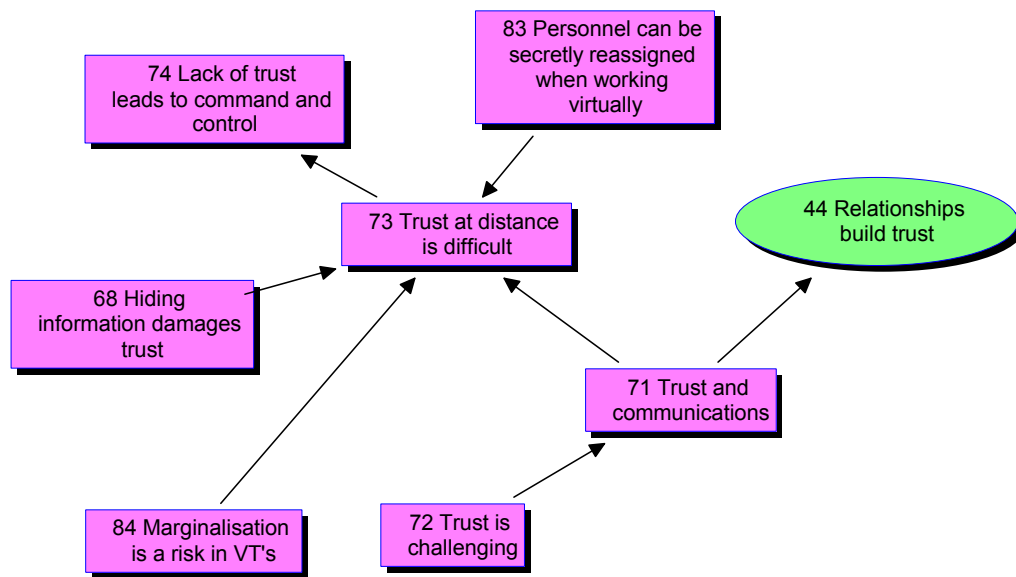 83 Personnel can be
secretly reassigned
when working
virtually
74 Lack of trust
leads to command and
control
44 Relationships
build trust
73 Trust at distance
is difficult
68 Hiding
information damages
trust
71 Trust and
communications
84 Marginalisation
is a risk in VT's
72 Trust is
challenging